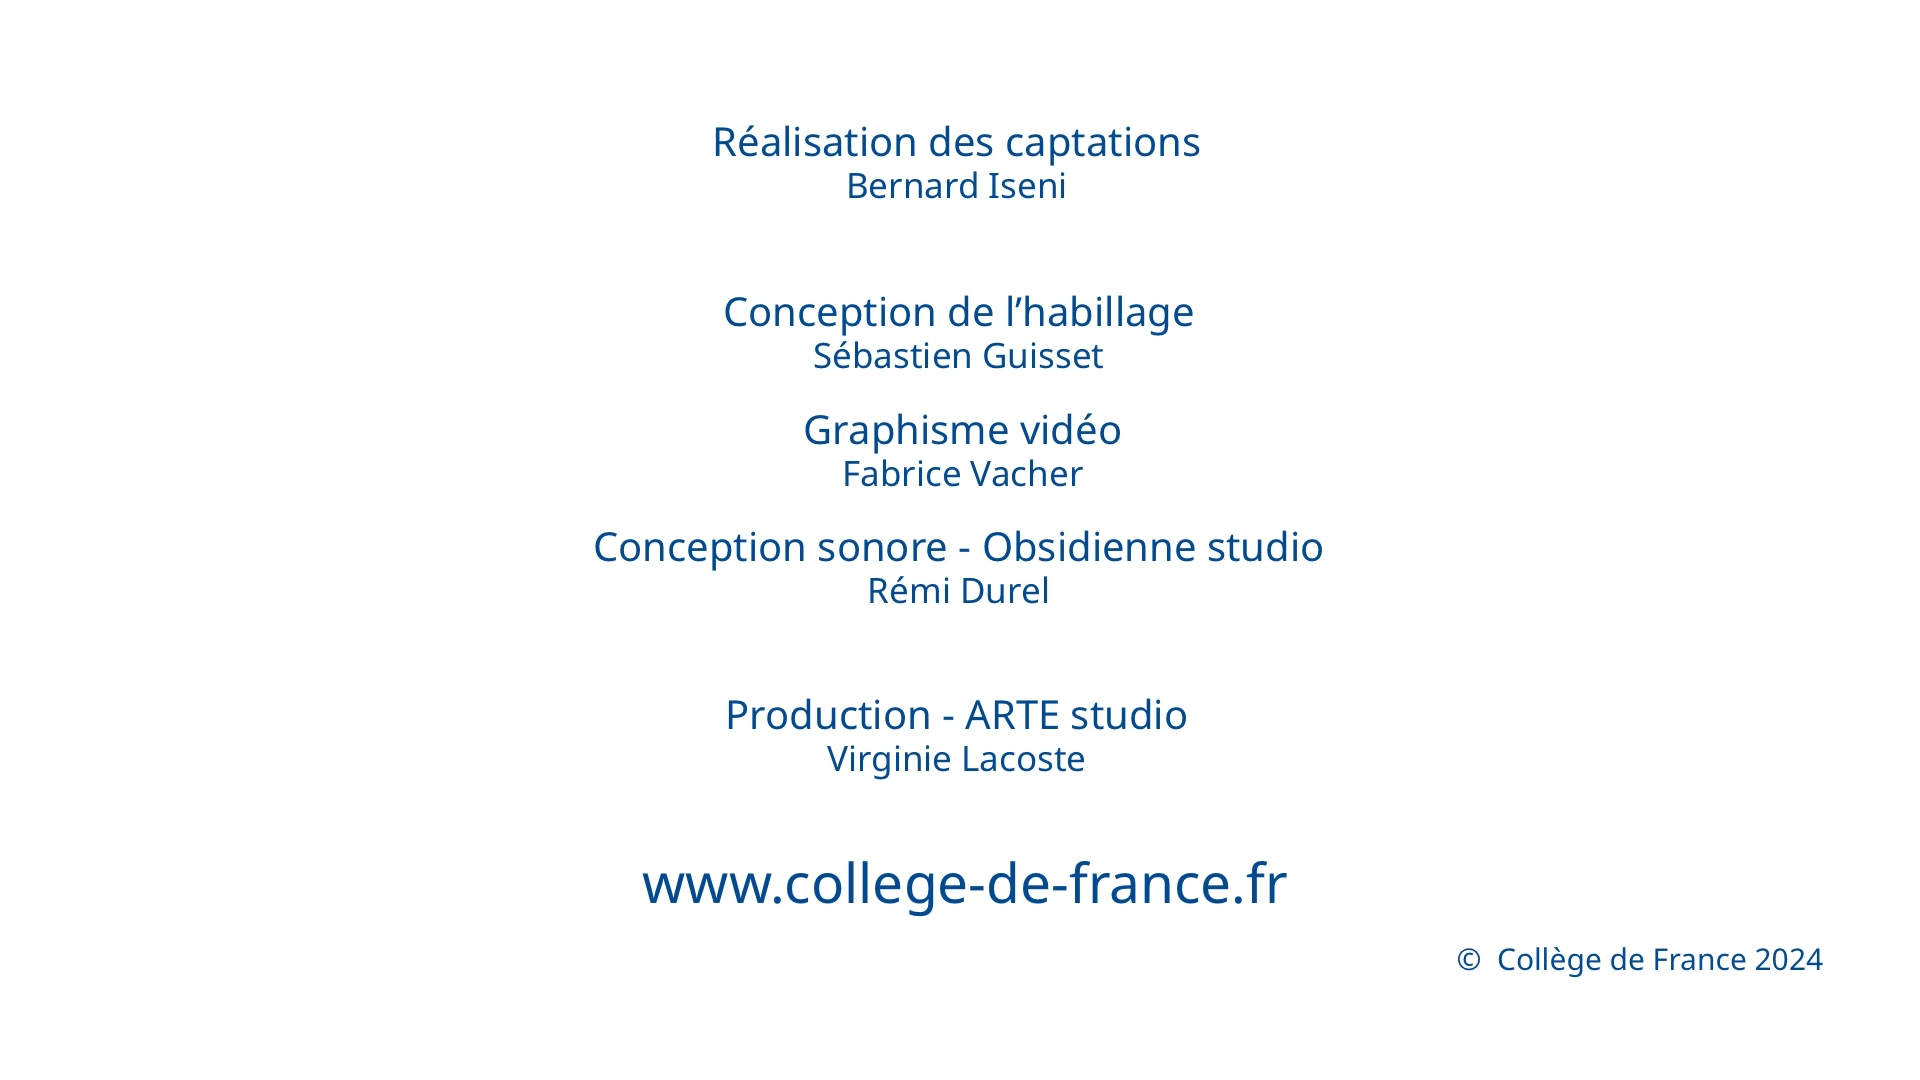 Réalisation des captations
Bernard Iseni
Conception de l’habillage
Sébastien Guisset
Graphisme vidéo
Fabrice Vacher
Conception sonore - Obsidienne studio
Rémi Durel
Production - ARTE studio
Virginie Lacoste
www.college-de-france.fr
© Collège de France 2024